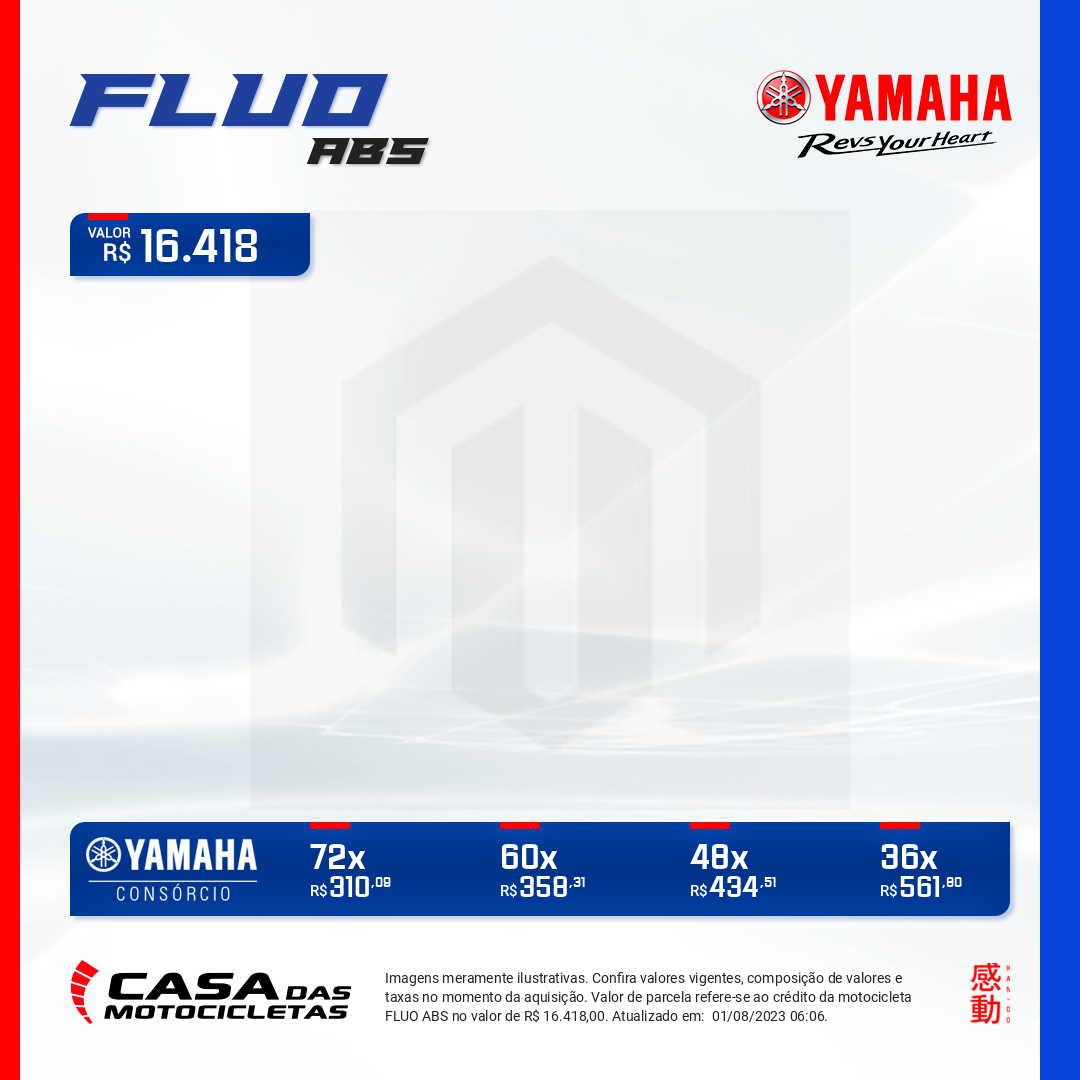 FLUO
ABS
YAMAHA
Revs Your Heart
VALOR
R$ 16.418
YAMAHA
CONSÓRCIO
72x
R$ 310,09
60x
R$ 358,31
48x
R$ 434,51
36x
R$ 561,80
CASA DAS
MOTOCICLETAS
Imagens meramente ilustrativas. Confira valores vigentes, composição de valores e
taxas no momento da aquisição. Valor de parcela refere-se ao crédito da motocicleta
FLUO ABS no valor de R$ 16.418,00. Atualizado em: 01/08/2023 06:06.
感動